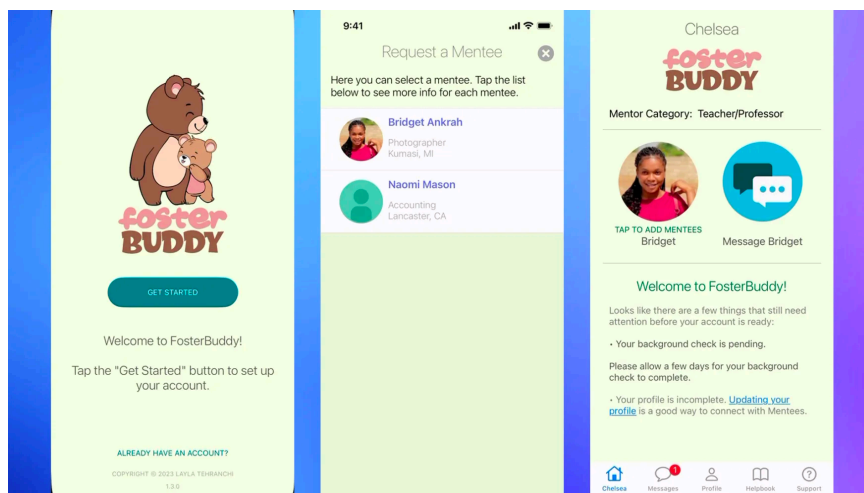 foster
BUDDY
GET STARTED
Welcome to FosterBuddy!
Tap the "Get Started" button to set up
your account.
ALREADY HAVE AN ACCOUNT?
COPYRIGHT © 2023 LAYLA TEHRANCHI
1.3.0
9:41
Request a Mentee
Here you can select a mentee. Tap the list
below to see more info for each mentee.
Bridget Ankrah
Photographer
Kumasi, MI
Naomi Mason
Accounting
Lancaster, CA
Chelsea
foster
BUDDY
Mentor Category: Teacher/Professor
TAP TO ADD MENTEES
Bridget
Message Bridget
Welcome to FosterBuddy!
Looks like there are a few things that still need
attention before your account is ready:
• Your background check is pending.
Please allow a few days for your background
check to complete.
• Your profile is incomplete. Updating your
profile is a good way to connect with Mentees.
1
Chelsea
Messages
Profile
Helpbook
Support